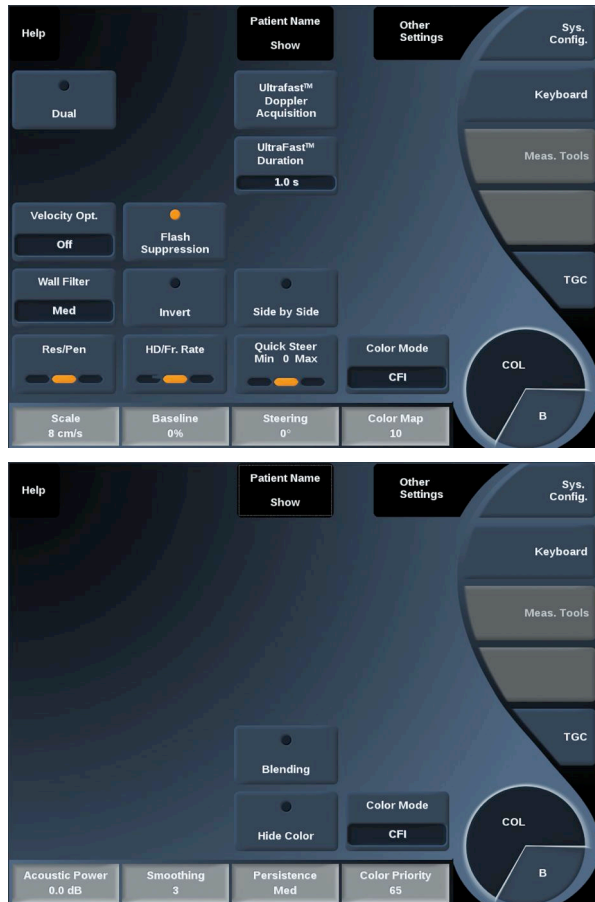 Help
Patient Name
Show
Other
Settings
Sys.
Config.
Dual
Ultrafast™
Doppler
Acquisition
Keyboard
UltraFast™
Duration
1.0 s
Meas. Tools
Velocity Opt.
Off
Flash
Suppression
Wall Filter
Med
Invert
Side by Side
TGC
Res/Pen
HD/Fr. Rate
Quick Steer
Min 0 Max
Color Mode
CFI
COL
B
Scale
8 cm/s
Baseline
0%
Steering
0°
Color Map
10
Help
Patient Name
Show
Other
Settings
Sys.
Config.
Keyboard
Meas. Tools
TGC
Blending
Hide Color
Color Mode
CFI
COL
B
Acoustic Power
0.0 dB
Smoothing
3
Persistence
Med
Color Priority
65